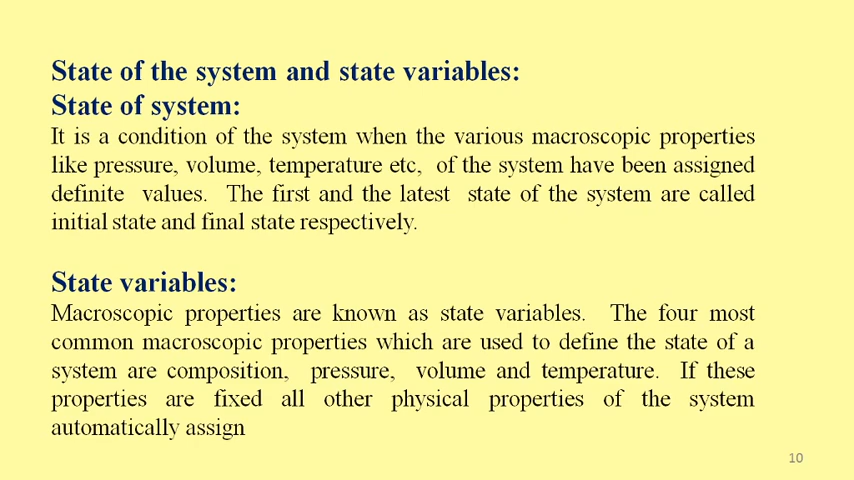 State of the system and state variables:
State of system:
It is a condition of the system when the various macroscopic properties
like pressure, volume, temperature etc, of the system have been assigned
definite values. The first and the latest state of the system are called
initial state and final state respectively.
State variables:
Macroscopic properties are known as state variables. The four most
common macroscopic properties which are used to define the state of a
system are composition, pressure, volume and temperature. If these
properties are fixed all other physical properties of the system
automatically assign
10